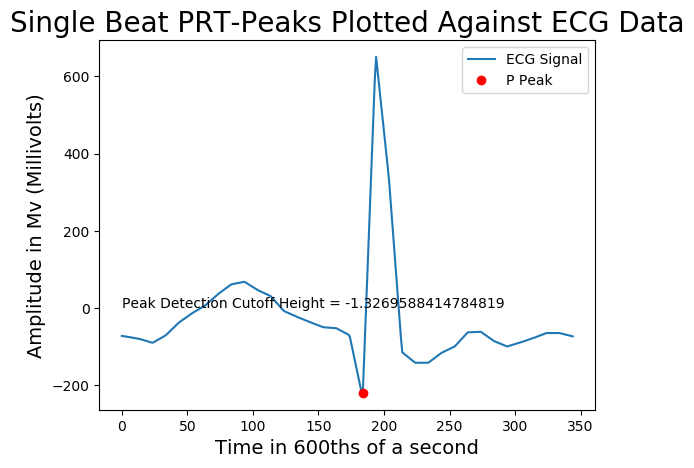 Single Beat PRT-Peaks Plotted Against ECG Data
ECG Signal
P Peak
Amplitude in Mv (Millivolts)
600
400
200
0
−200
Peak Detection Cutoff Height = -1.3269588414784819
0 50 100 150 200 250 300 350
Time in 600ths of a second